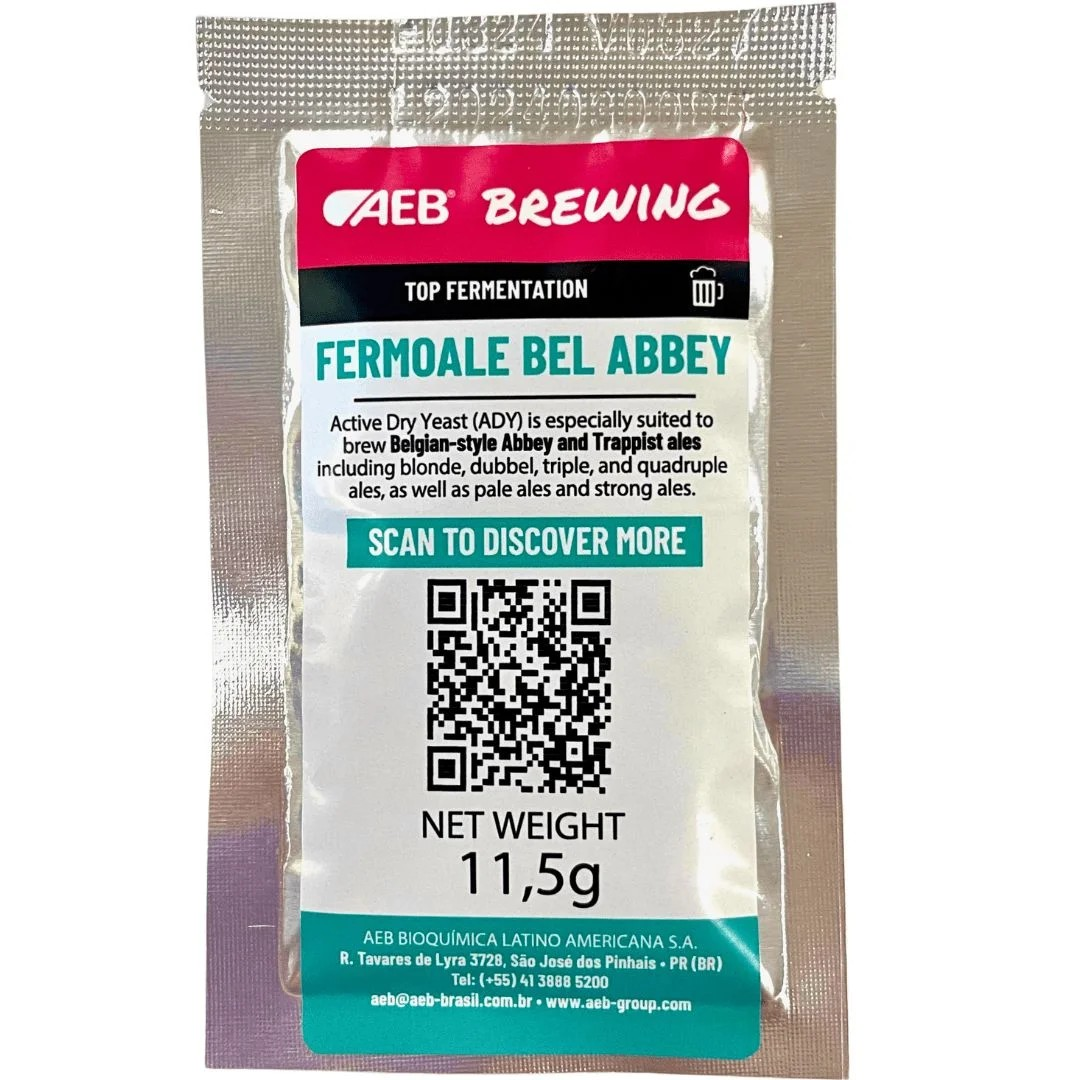 AEB® BREWING
TOP FERMENTATION
FERMOALE BEL ABBEY
Active Dry Yeast (ADY) is especially suited to
brew Belgian-style Abbey and Trappist ales
including blonde, dubbel, triple, and quadruple
ales, as well as pale ales and strong ales.
SCAN TO DISCOVER MORE
NET WEIGHT
11,5g
AEB BIOQUÍMICA LATINO AMERICANA S.A.
R. Tavares de Lyra 3728, São José dos Pinhais • PR (BR)
Tel: (+55) 41 3888 5200
aeb@aeb-brasil.com.br • www.aeb-group.com